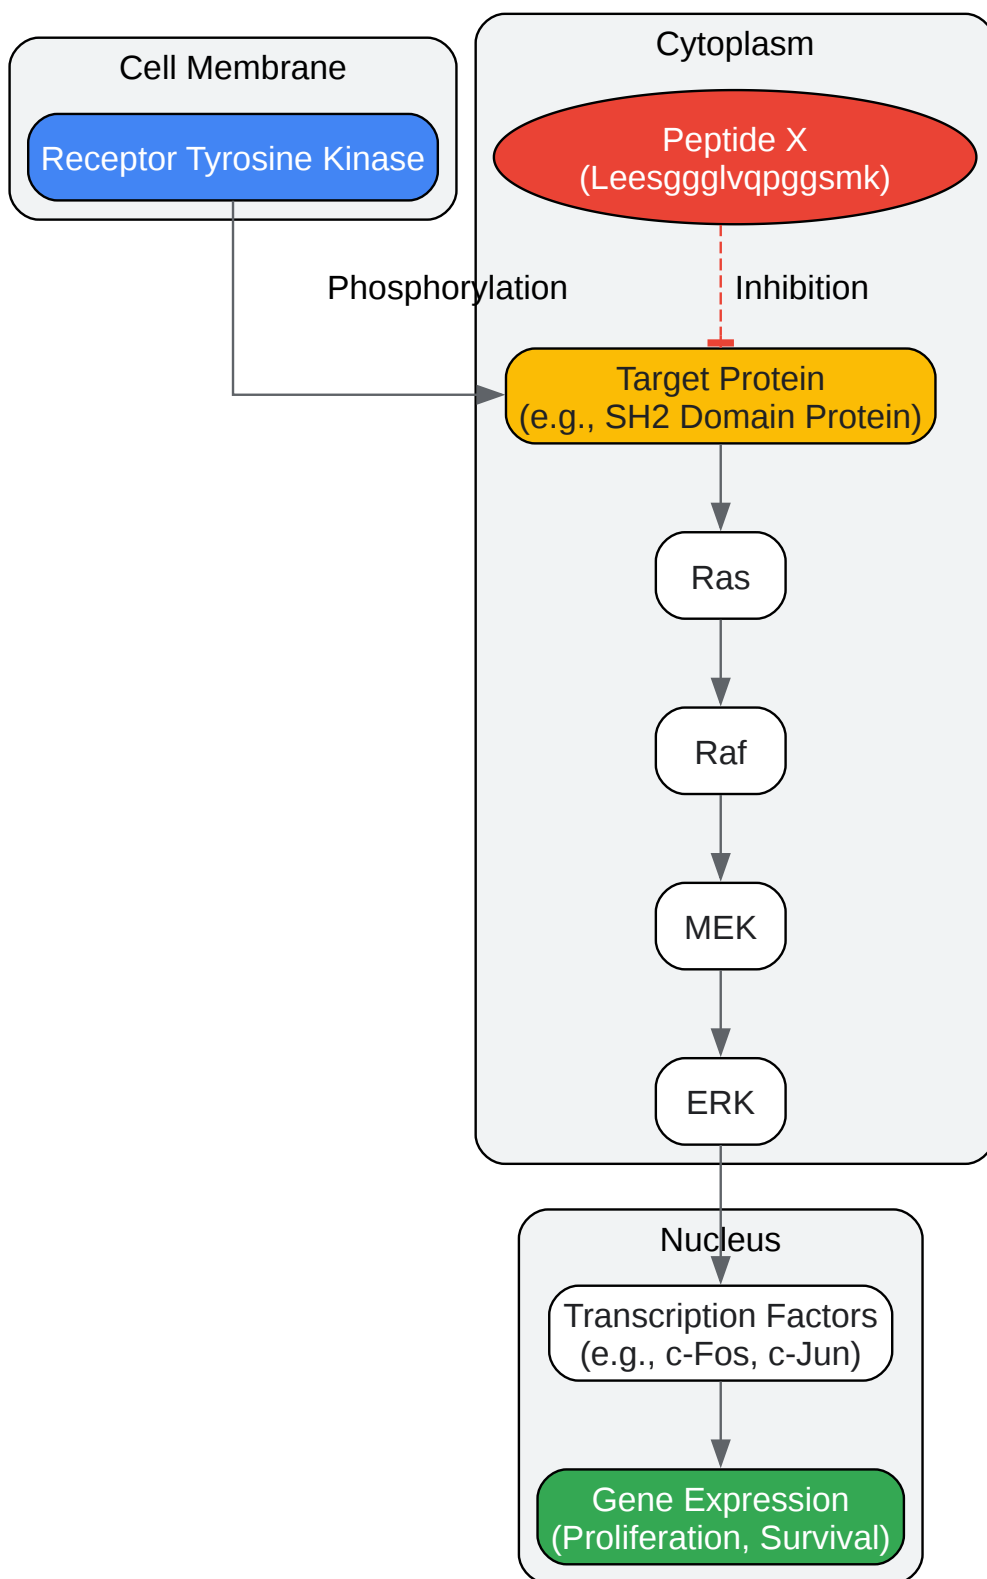 Cell Membrane
Receptor Tyrosine Kinase
Cytoplasm
Peptide X
(Leesggglvqpggsmk)
Phosphorylation
Inhibition
Target Protein
(e.g., SH2 Domain Protein)
Ras
Raf
MEK
ERK
Nucleus
Transcription Factors
(e.g., c-Fos, c-Jun)
Gene Expression
(Proliferation, Survival)